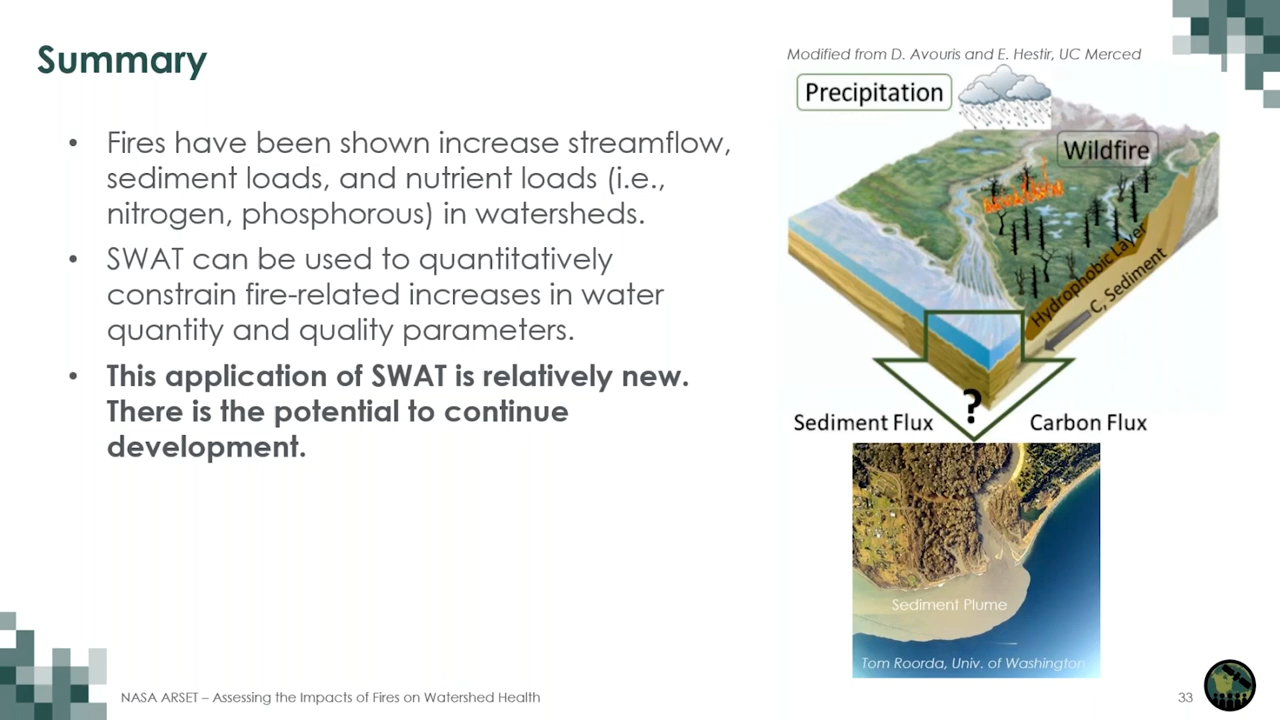 Summary
Modified from D. Avouris and E. Hestir, UC Merced
• Fires have been shown increase streamflow,
sediment loads, and nutrient loads (i.e.,
nitrogen, phosphorous) in watersheds.
• SWAT can be used to quantitatively
constrain fire-related increases in water
quantity and quality parameters.
• This application of SWAT is relatively new.
There is the potential to continue
development.
Precipitation
Wildfire
Hydrophobic Layer
C, Sediment
?
Sediment Flux
Carbon Flux
Sediment Plume
Tom Roorda, Univ. of Washington
NASA ARSET – Assessing the Impacts of Fires on Watershed Health
33